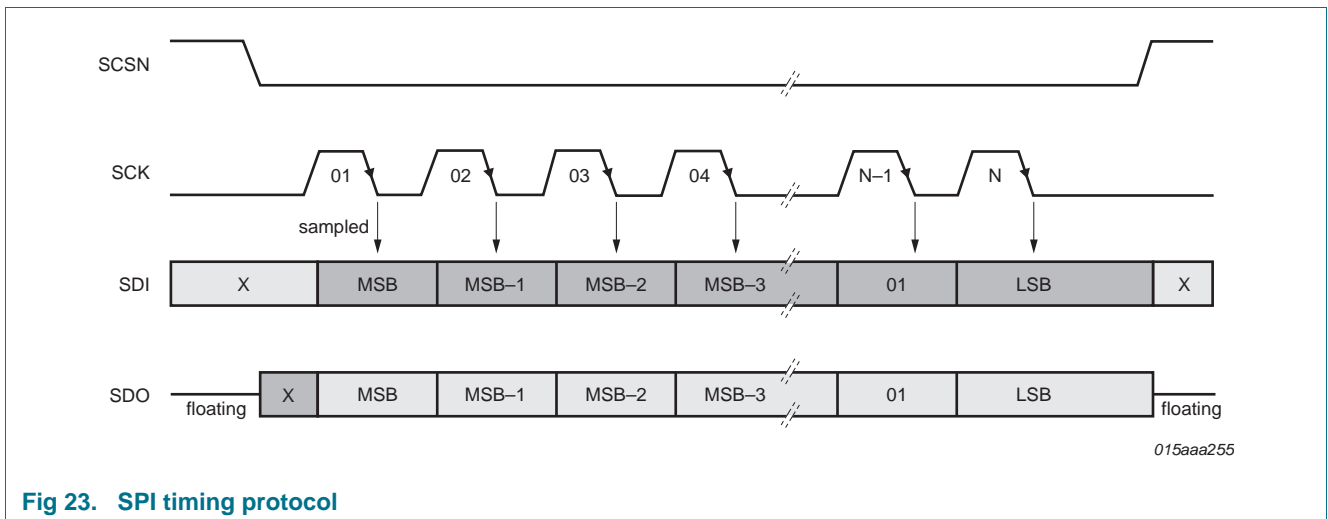 SCSN
SCK
01 02 03 04 N–1 N
sampled
SDI
X MSB MSB–1 MSB–2 MSB–3 01 LSB X
SDO
floating X MSB MSB–1 MSB–2 MSB–3 01 LSB floating
015aaa255
Fig 23. SPI timing protocol